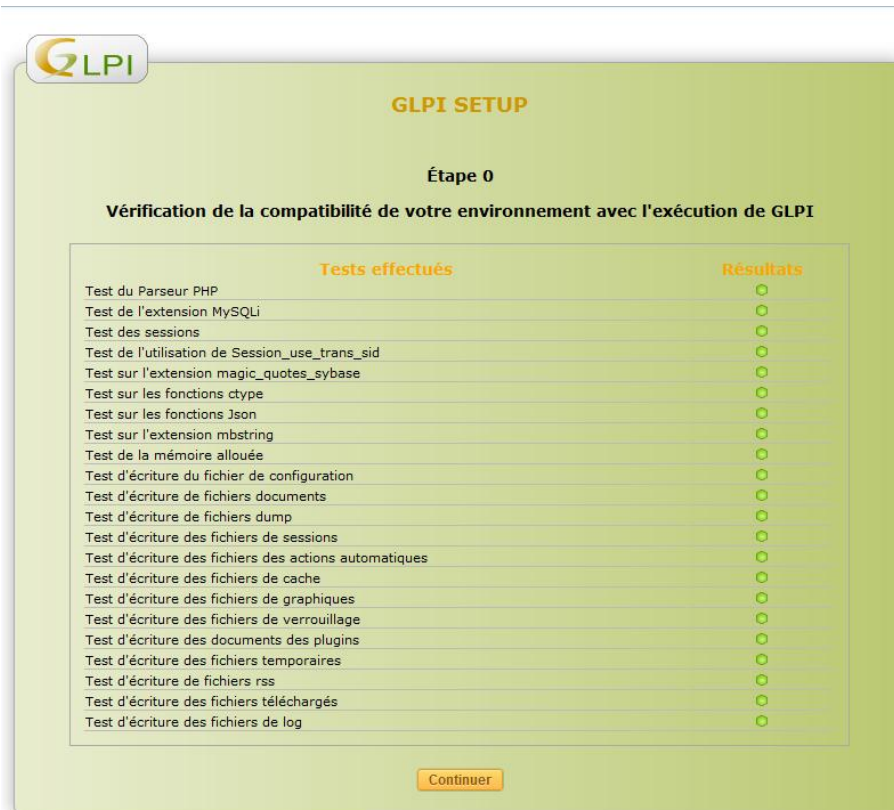 GLPI
GLPI SETUP
Étape 0
Vérification de la compatibilité de votre environnement avec l'exécution de GLPI
Tests effectués Résultats
Test du Parseur PHP
Test de l'extension MySQLi
Test des sessions
Test de l'utilisation de Session_use_trans_sid
Test sur l'extension magic_quotes_sybase
Test sur les fonctions ctype
Test sur les fonctions Json
Test sur l'extension mbstring
Test de la mémoire allouée
Test d'écriture du fichier de configuration
Test d'écriture de fichiers documents
Test d'écriture de fichiers dump
Test d'écriture des fichiers de sessions
Test d'écriture des fichiers des actions automatiques
Test d'écriture des fichiers de cache
Test d'écriture des fichiers de graphiques
Test d'écriture des fichiers de verrouillage
Test d'écriture des documents des plugins
Test d'écriture des fichiers temporaires
Test d'écriture de fichiers rss
Test d'écriture des fichiers téléchargés
Test d'écriture des fichiers de log
Continuer